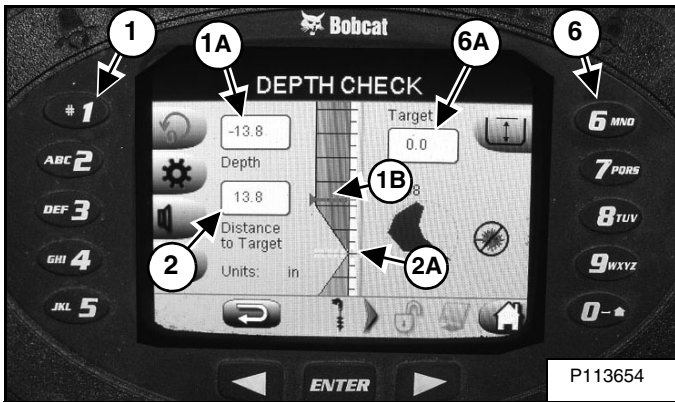 Bobcat
1
1A
6A
6
DEPTH CHECK
# 1
ABC 2
DEF 3
GHI 4
JKL 5
-13.8
Depth
13.8
Distance
to Target
Units: in
Target
0.0
1B
8
2
2A
6 MNO
7 PQRS
8 TUV
9 WXYZ
0-
ENTER
P113654